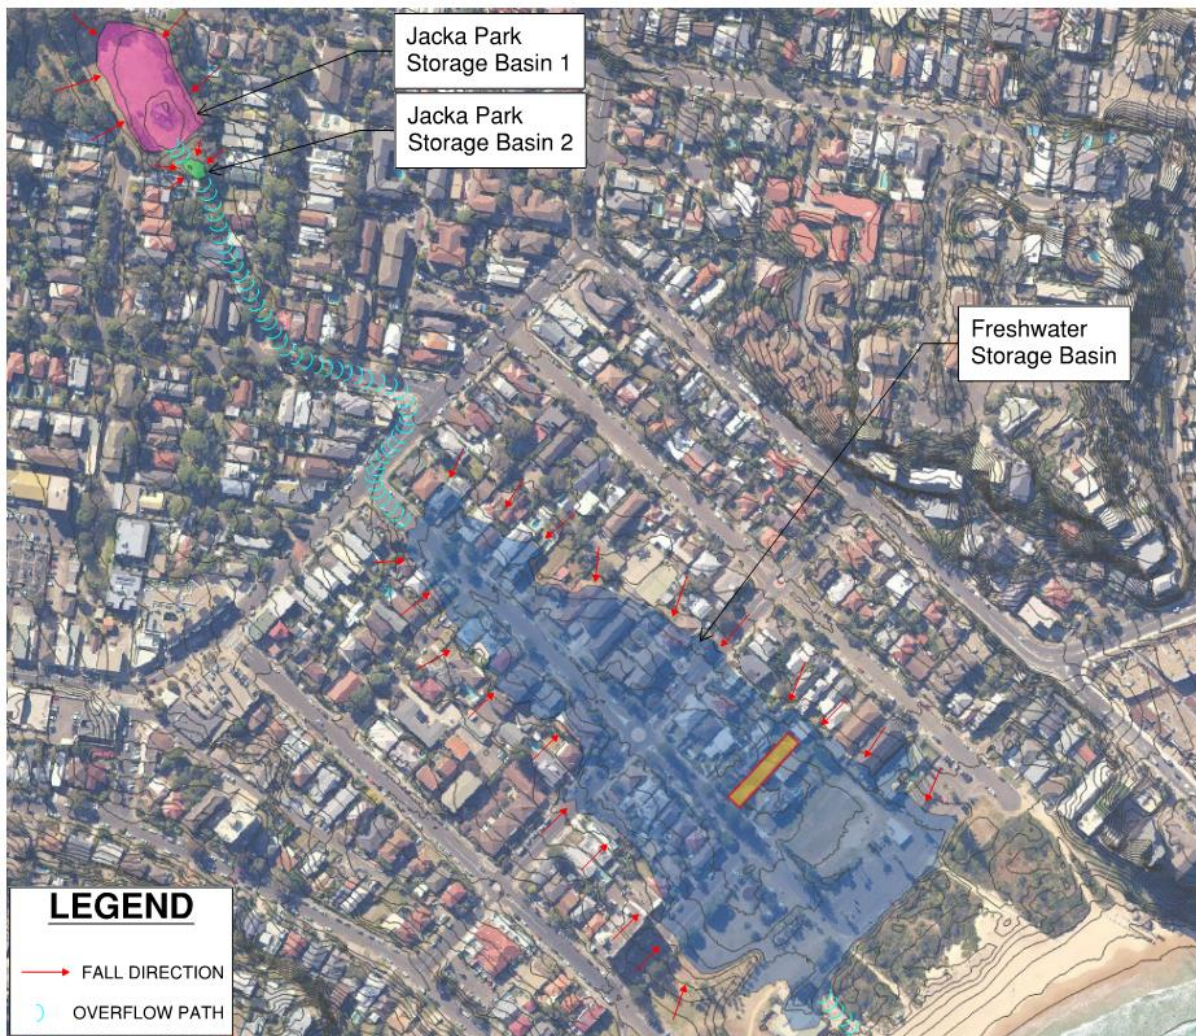 Jacka Park
Storage Basin 1
Jacka Park
Storage Basin 2
Freshwater
Storage Basin
LEGEND
FALL DIRECTION
OVERFLOW PATH